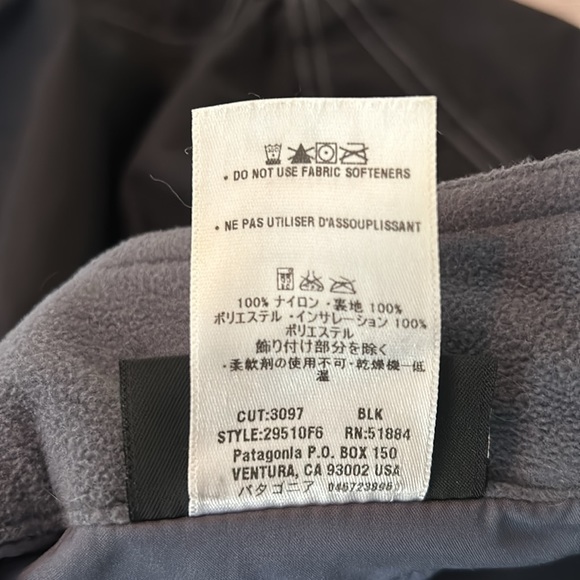 • DO NOT USE FABRIC SOFTENERS
• NE PAS UTILISER D'ASSOUPLISSANT
100% ナイロン・裏地 100%
ポリエステル・インサレーション 100%
ポリエステル
飾り付け部分を除く
・柔軟剤の使用不可・乾燥機一低
温
CUT:3097 BLK
STYLE:29510F6 RN:51884
Patagonia P.O. BOX 150
VENTURA, CA 93002 USA
パタゴニア